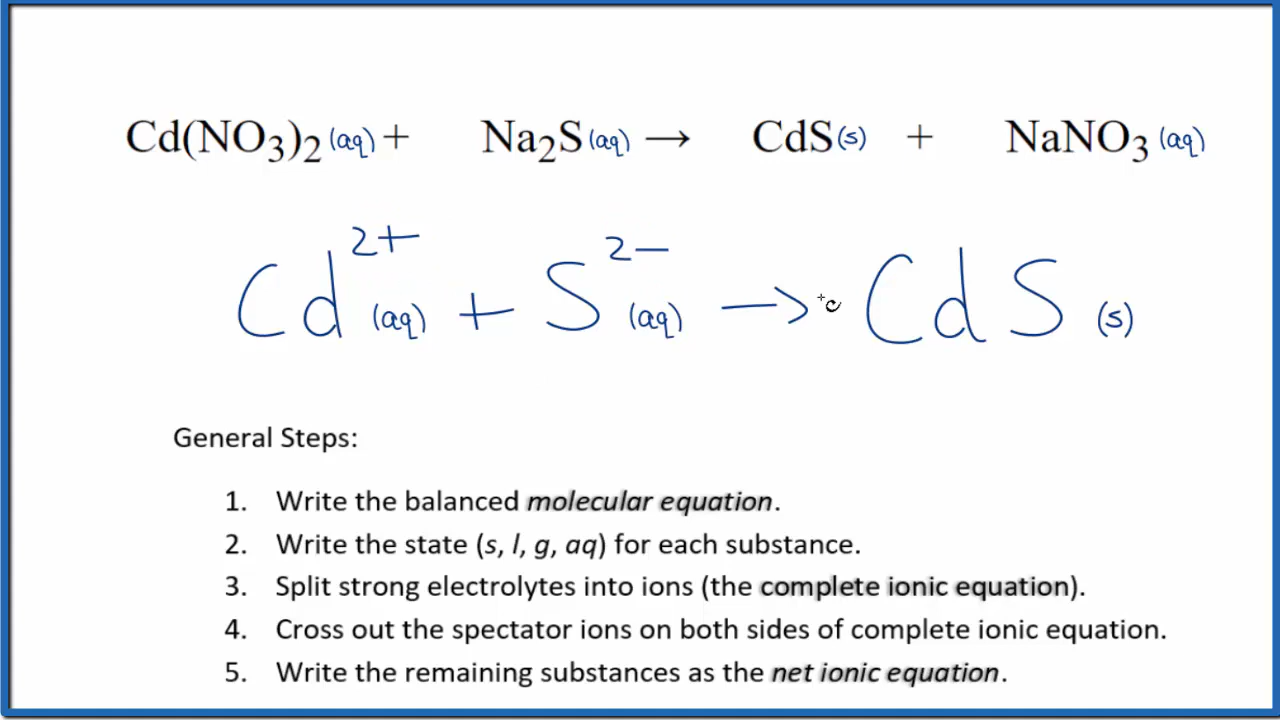 Cd(NO₃)₂ (aq) + Na₂S (aq) → CdS (s) + NaNO₃ (aq)
Cd²⁺ (aq) + S²⁻ (aq) → CdS (s)
General Steps:
1. Write the balanced molecular equation.
2. Write the state (s, l, g, aq) for each substance.
3. Split strong electrolytes into ions (the complete ionic equation).
4. Cross out the spectator ions on both sides of complete ionic equation.
5. Write the remaining substances as the net ionic equation.